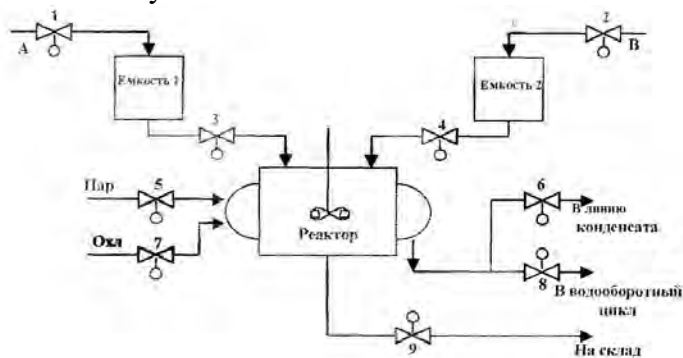 1
2
A
B
Емкость 1
Емкость 2
3
4
Пар
5
6
В линию
конденсата
Реактор
Охл
7
8
В водооборотный
цикл
9
На склад